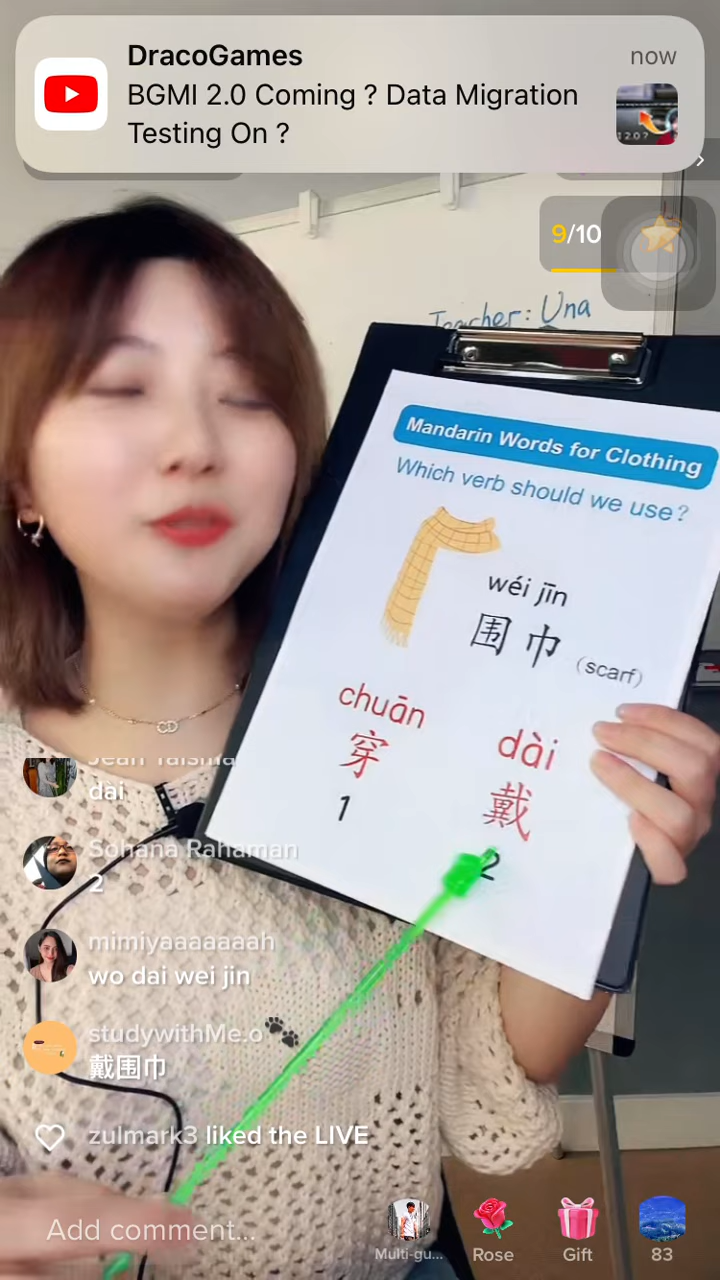 DracoGames
now
BGMI 2.0 Coming ? Data Migration
Testing On ?
9/10
Teacher: Una
Mandarin Words for Clothing
Which verb should we use?
wéi jīn
围巾 (scarf)
chuān
穿
1
dài
戴
2
dài
Sohana Rahaman
2
mimiyaaaaaaah
wo dai wei jin
studywithMe.o🐾
戴围巾
zulmark3 liked the LIVE
Add comment...
Multi-gu...
Rose
Gift
83